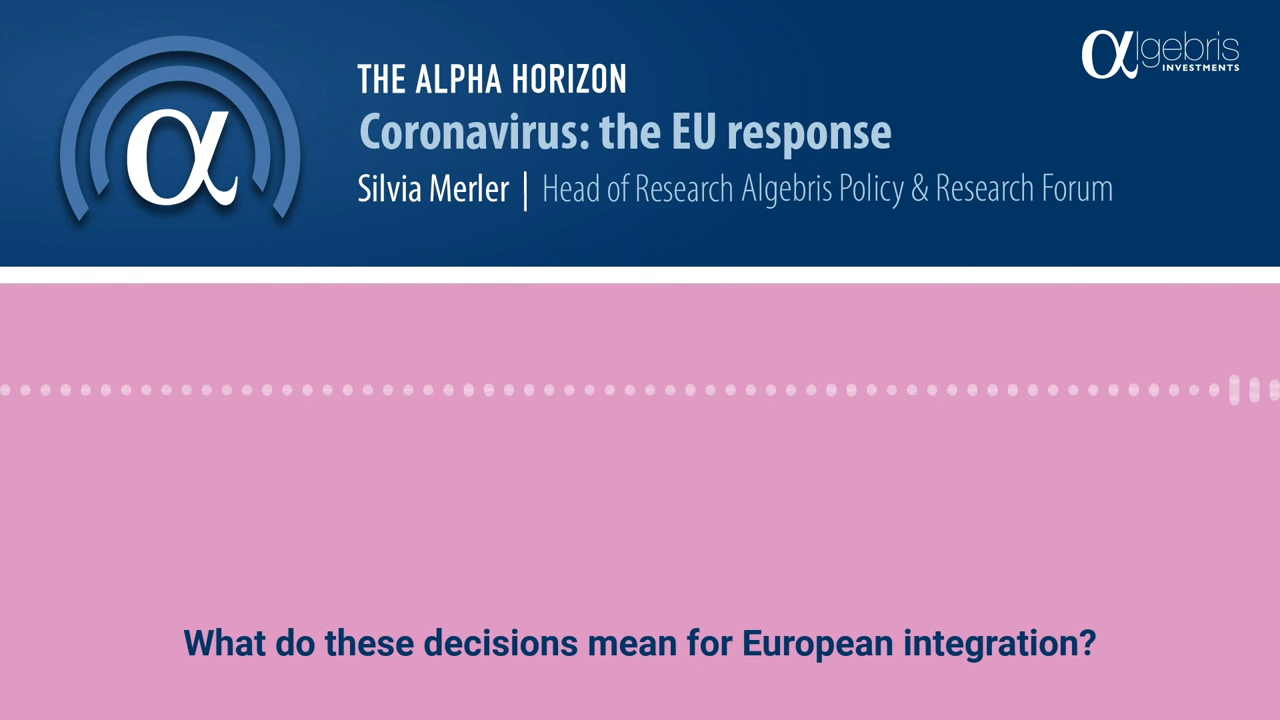 THE ALPHA HORIZON
Coronavirus: the EU response
Silvia Merler | Head of Research Algebris Policy & Research Forum
αlgebris
INVESTMENTS
α
What do these decisions mean for European integration?